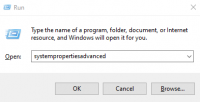 Run
Type the name of a program, folder, document, or Internet
resource, and Windows will open it for you.
Open: systempropertiesadvanced
OK Cancel Browse...